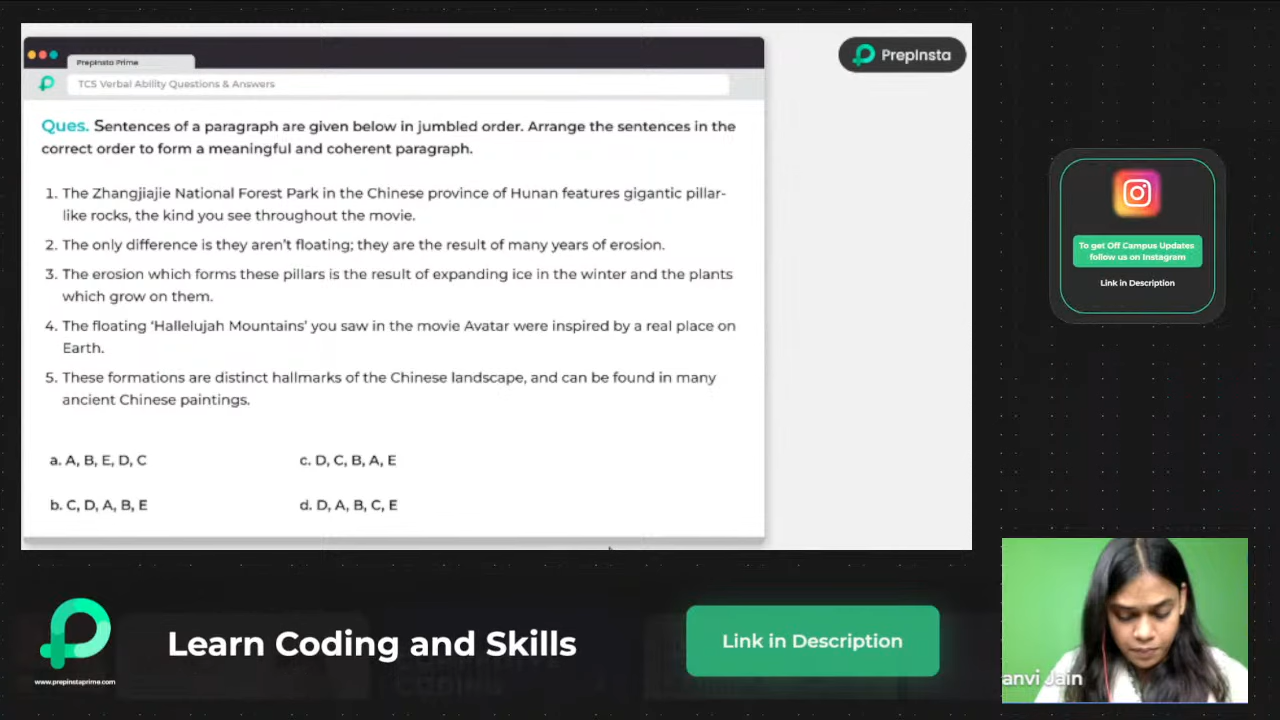 PrepInsta Prime
TCS Verbal Ability Questions & Answers
PrepInsta
Ques. Sentences of a paragraph are given below in jumbled order. Arrange the sentences in the
correct order to form a meaningful and coherent paragraph.
1. The Zhangjiajie National Forest Park in the Chinese province of Hunan features gigantic pillar-
like rocks, the kind you see throughout the movie.
2. The only difference is they aren't floating; they are the result of many years of erosion.
3. The erosion which forms these pillars is the result of expanding ice in the winter and the plants
which grow on them.
4. The floating 'Hallelujah Mountains' you saw in the movie Avatar were inspired by a real place on
Earth.
5. These formations are distinct hallmarks of the Chinese landscape, and can be found in many
ancient Chinese paintings.
a. A, B, E, D, C
c. D, C, B, A, E
b. C, D, A, B, E
d. D, A, B, C, E
To get Off Campus Updates
follow us on Instagram
Link in Description
Learn Coding and Skills
Link in Description
www.prepinstaprime.com
anvi Jain